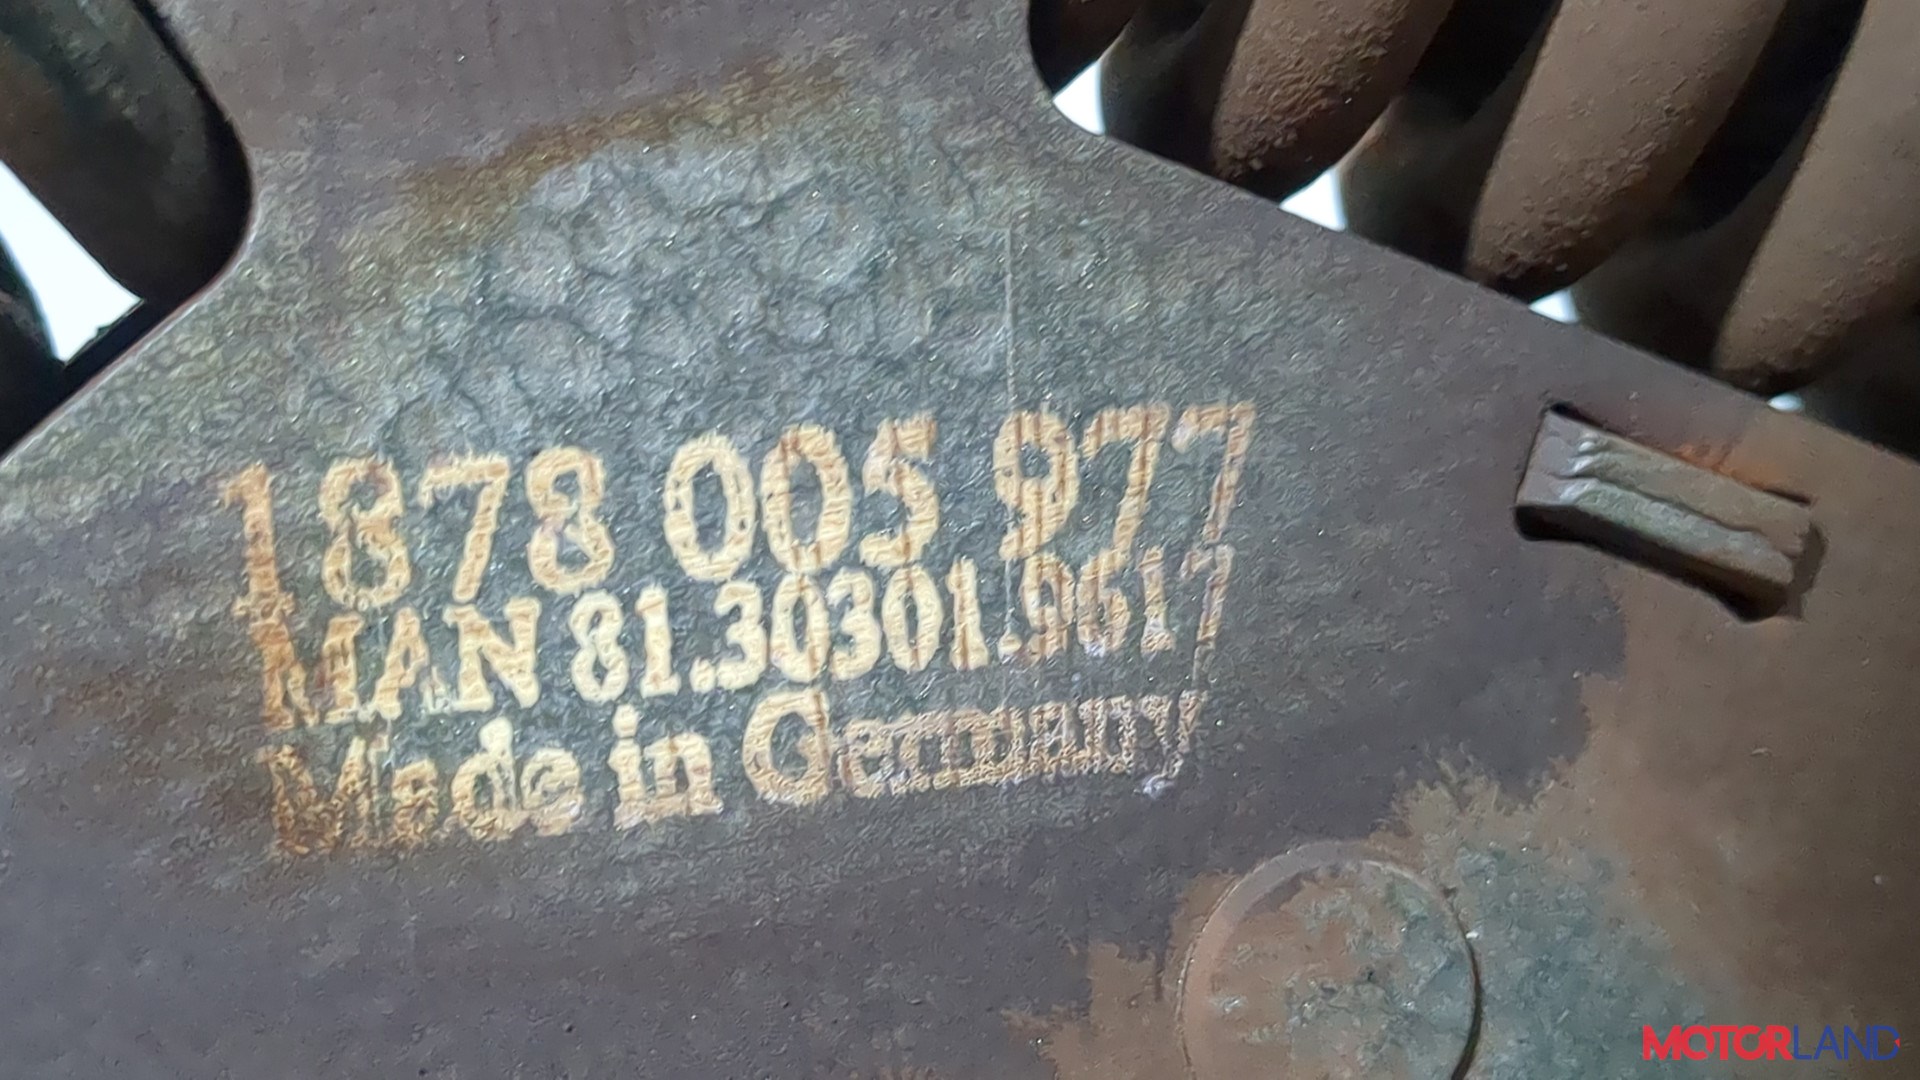 1878 005 977
MAN 81.30301.9617
Made in Germany
MOTORLAND